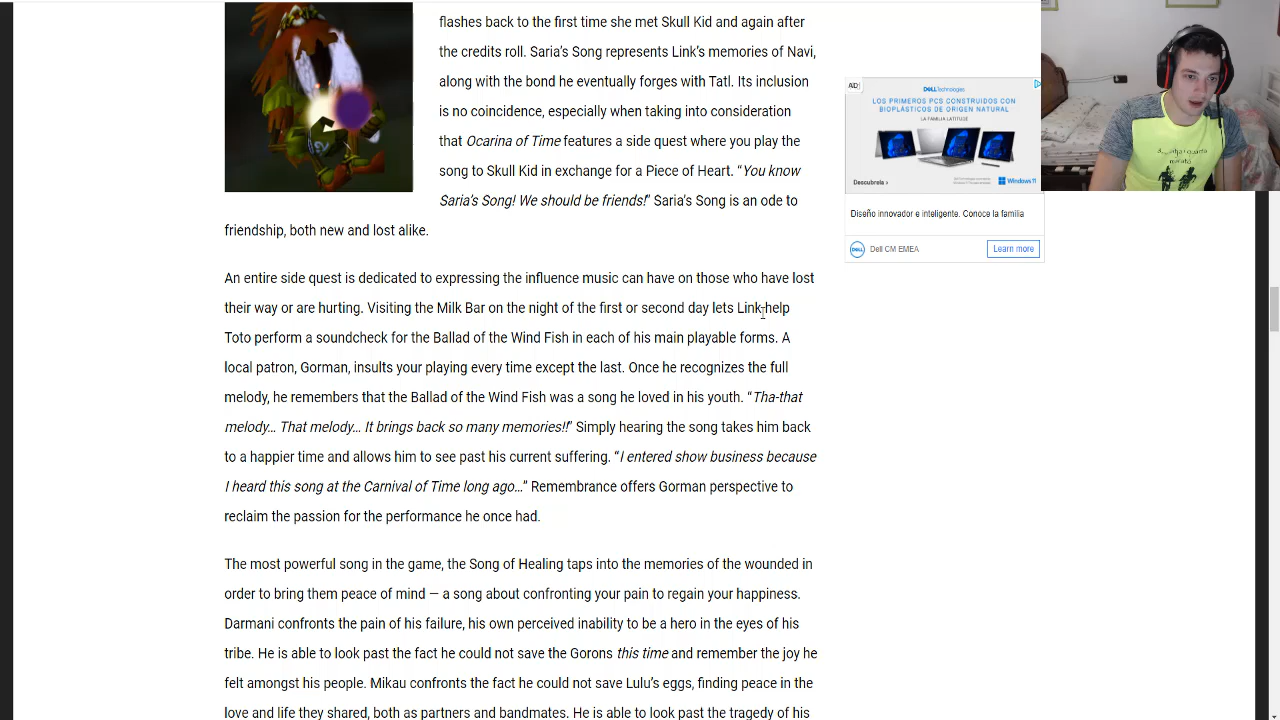 flashes back to the first time she met Skull Kid and again after
the credits roll. Saria’s Song represents Link’s memories of Navi,
along with the bond he eventually forges with Tatl. Its inclusion
is no coincidence, especially when taking into consideration
that Ocarina of Time features a side quest where you play the
song to Skull Kid in exchange for a Piece of Heart. “You know
Saria’s Song! We should be friends!” Saria’s Song is an ode to
friendship, both new and lost alike.
An entire side quest is dedicated to expressing the influence music can have on those who have lost
their way or are hurting. Visiting the Milk Bar on the night of the first or second day lets Link help
Toto perform a soundcheck for the Ballad of the Wind Fish in each of his main playable forms. A
local patron, Gorman, insults your playing every time except the last. Once he recognizes the full
melody, he remembers that the Ballad of the Wind Fish was a song he loved in his youth. “Tha-that
melody… That melody… It brings back so many memories!!” Simply hearing the song takes him back
to a happier time and allows him to see past his current suffering. “I entered show business because
I heard this song at the Carnival of Time long ago…” Remembrance offers Gorman perspective to
reclaim the passion for the performance he once had.
The most powerful song in the game, the Song of Healing taps into the memories of the wounded in
order to bring them peace of mind — a song about confronting your pain to regain your happiness.
Darmani confronts the pain of his failure, his own perceived inability to be a hero in the eyes of his
tribe. He is able to look past the fact he could not save the Gorons this time and remember the joy he
felt amongst his people. Mikau confronts the fact he could not save Lulu’s eggs, finding peace in the
love and life they shared, both as partners and bandmates. He is able to look past the tragedy of his
AD!
DELL Technologies
LOS PRIMEROS PCS CONSTRUIDOS CON
BIOPLÁSTICOS DE ORIGEN NATURAL
LA FAMILIA LATITUDE
Descubrela >
Windows 11
Diseño innovador e inteligente. Conoce la familia
DELL
Dell CM EMEA
Learn more